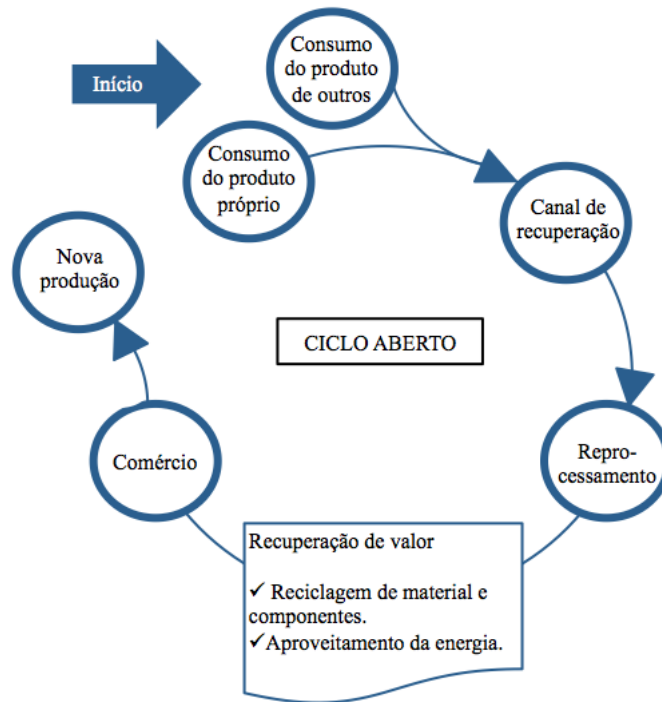 Início
Consumo
do produto
de outros
Consumo
do produto
próprio
Canal de
recuperação
Nova
produção
CICLO ABERTO
Comércio
Repro-
cessamento
Recuperação de valor
✓ Reciclagem de material e
componentes.
✓Aproveitamento da energia.